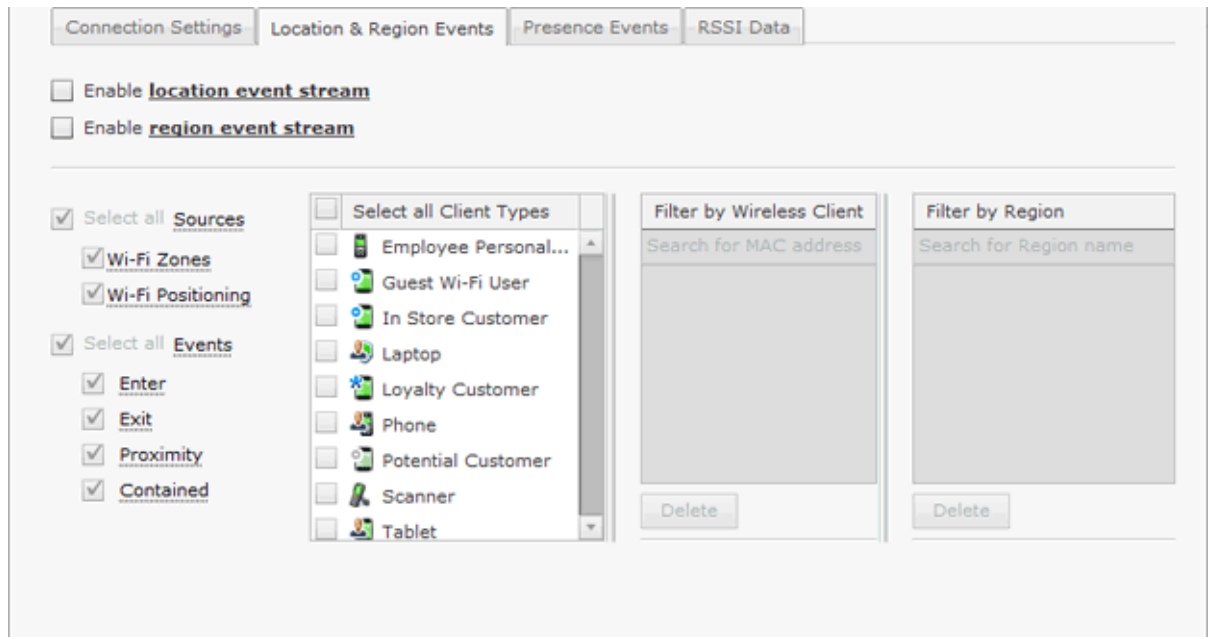 Connection Settings
Location & Region Events
Presence Events
RSSI Data
Enable location event stream
Enable region event stream
Select all Sources
Wi-Fi Zones
Wi-Fi Positioning
Select all Events
Enter
Exit
Proximity
Contained
Select all Client Types
Employee Personal...
Guest Wi-Fi User
In Store Customer
Laptop
Loyalty Customer
Phone
Potential Customer
Scanner
Tablet
Filter by Wireless Client
Search for MAC address
Delete
Filter by Region
Search for Region name
Delete